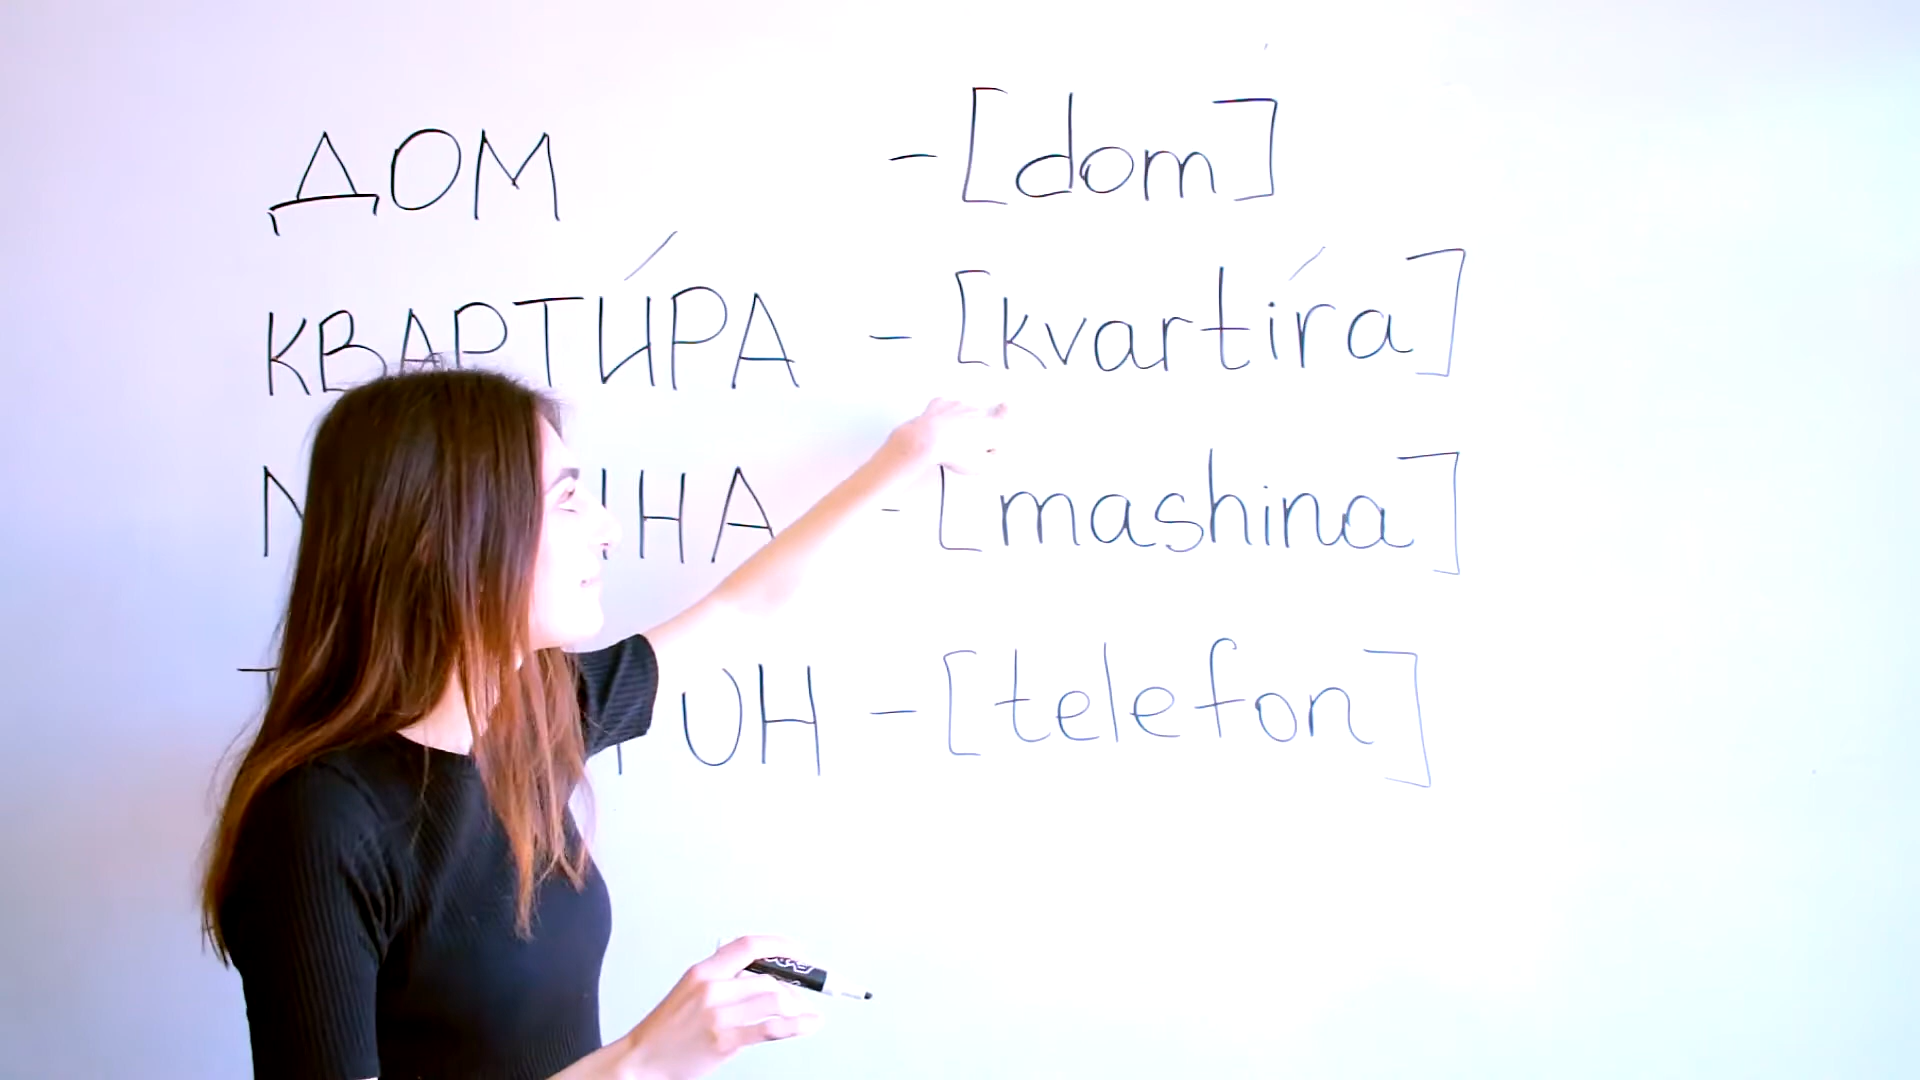 ДОМ - [dom]
КВАРТИ́РА - [kvartíra]
- [mashina]
- [telefon]